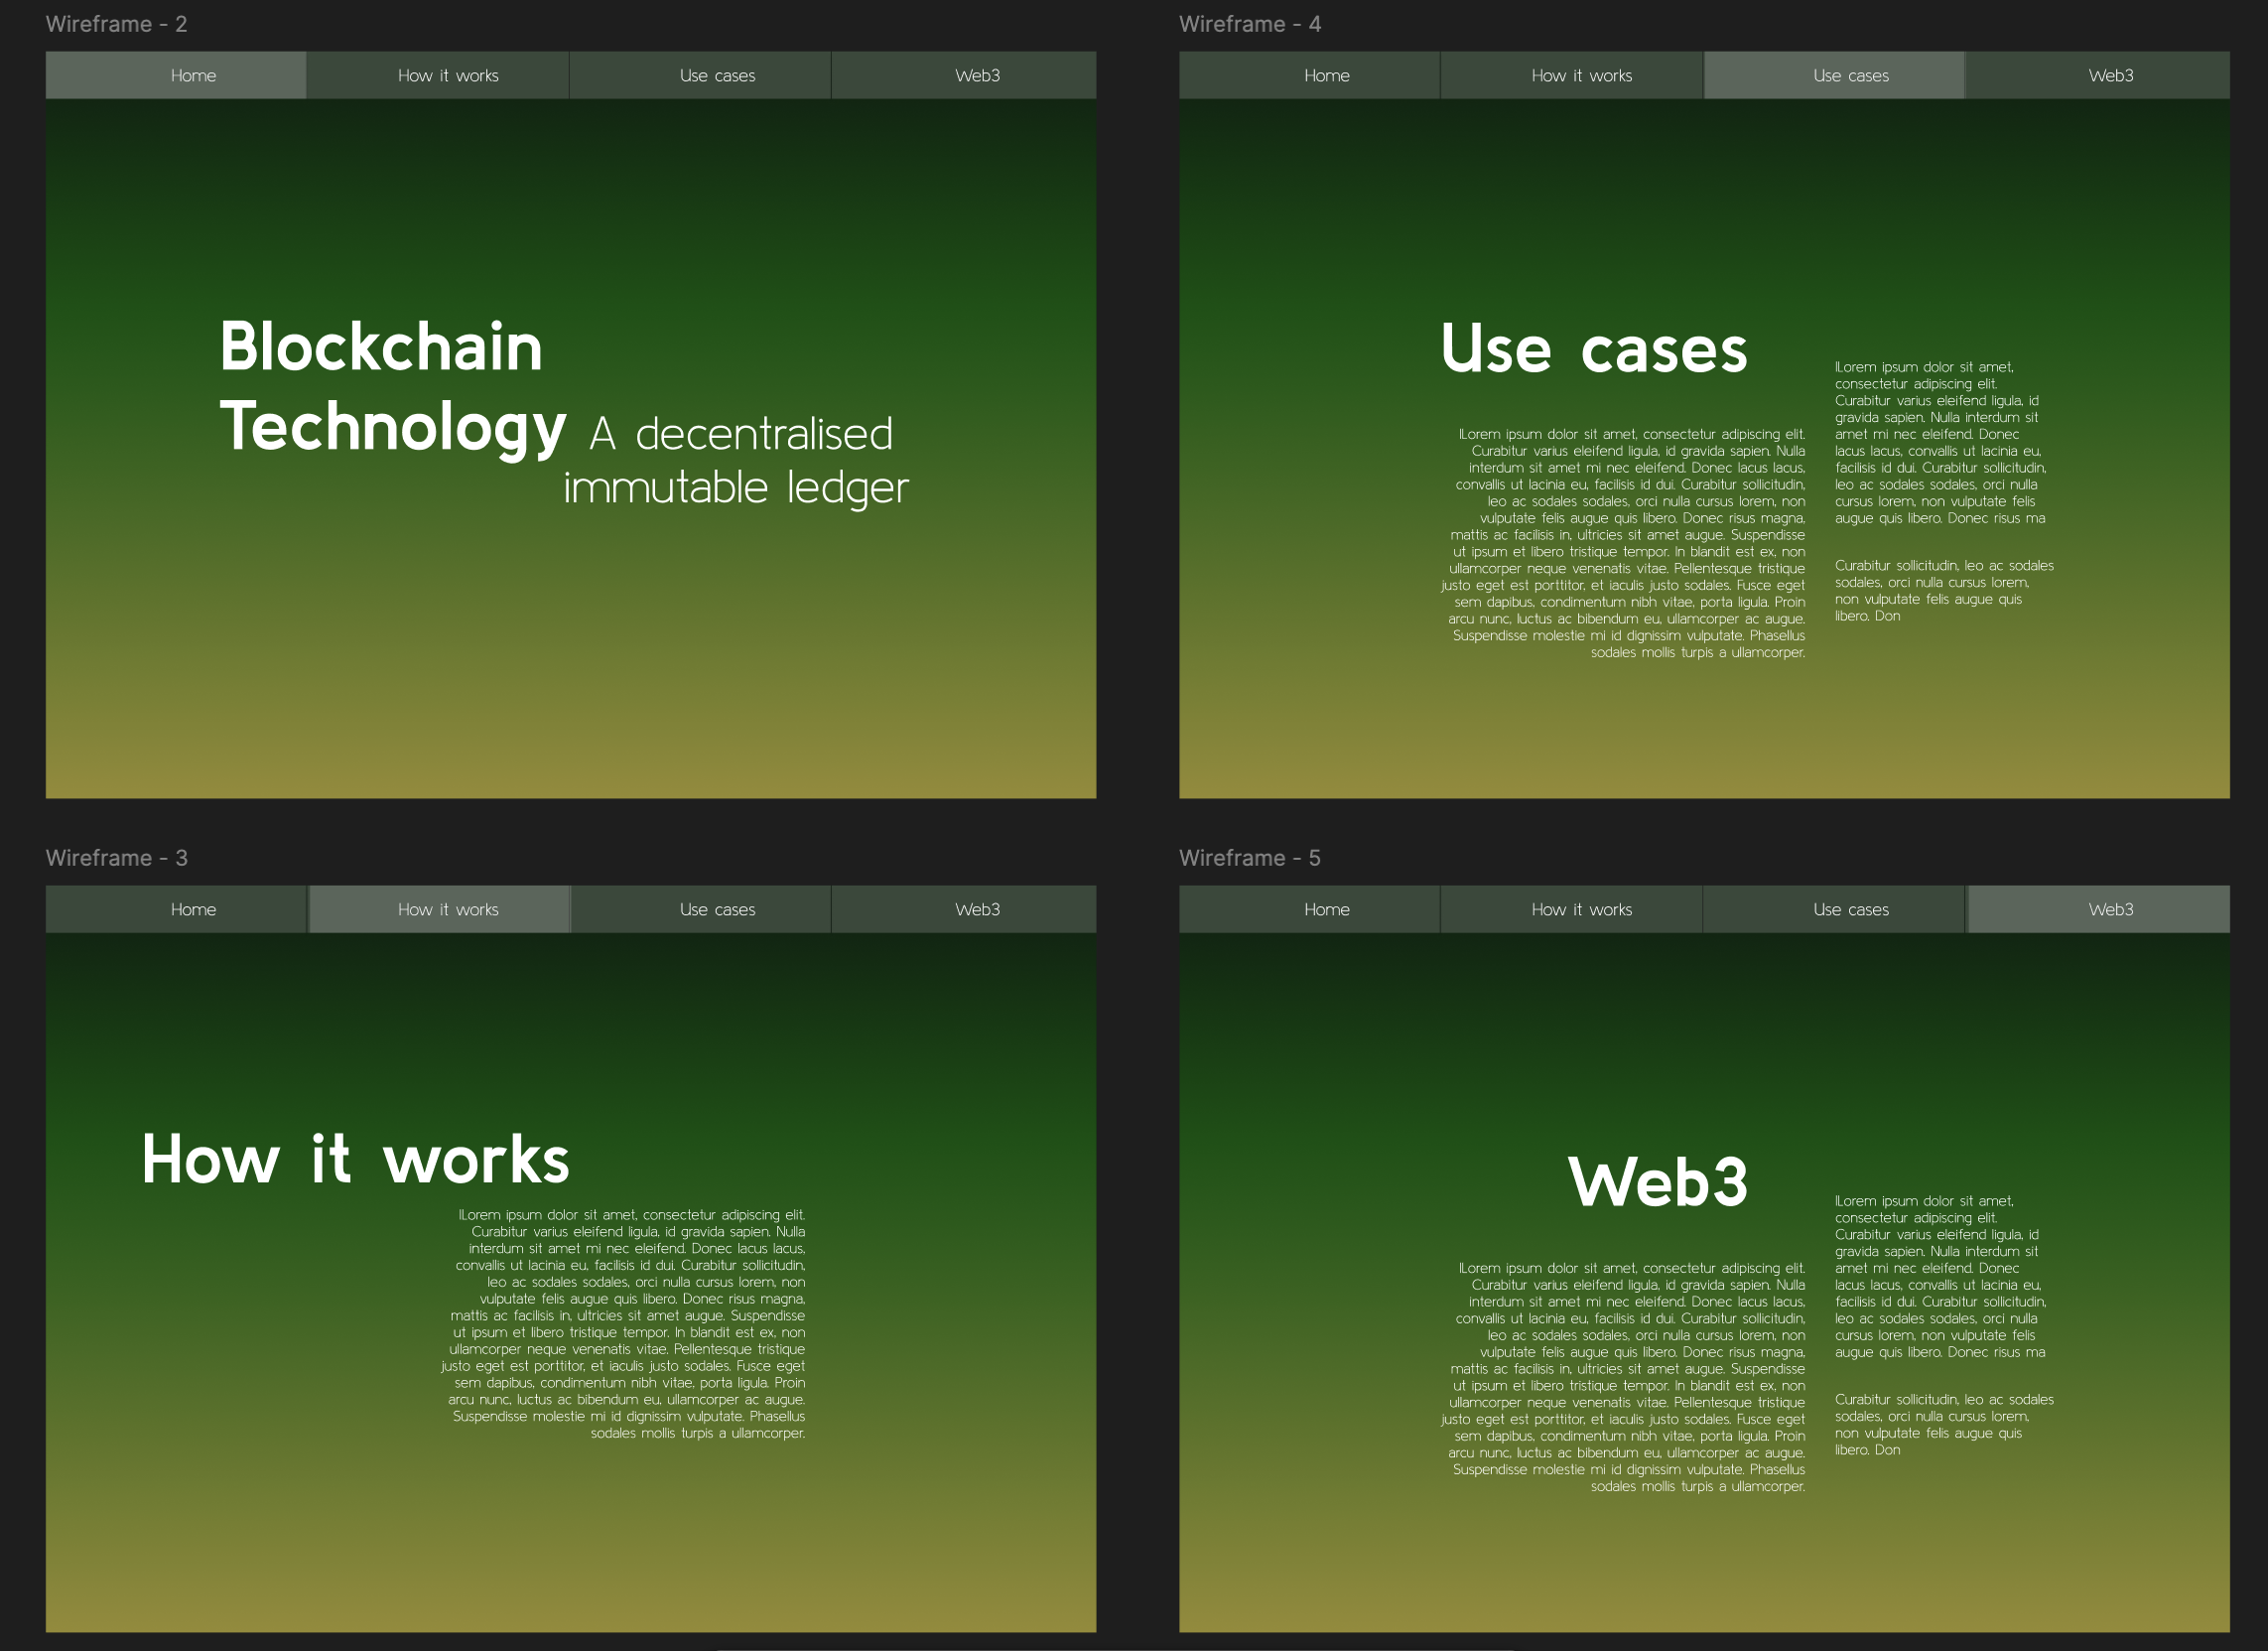 Wireframe - 2
Home
How it works
Use cases
Web3
Blockchain
Technology
A decentralised
immutable ledger
Wireframe - 4
Home
How it works
Use cases
Web3
Use cases
lLorem ipsum dolor sit amet, consectetur adipiscing elit.
Curabitur varius eleifend ligula, id gravida sapien. Nulla
interdum sit amet mi nec eleifend. Donec lacus lacus,
convallis ut lacinia eu, facilisis id dui. Curabitur sollicitudin,
leo ac sodales sodales, orci nulla cursus lorem, non
vulputate felis augue quis libero. Donec risus magna,
mattis ac facilisis in, ultricies sit amet augue. Suspendisse
ut ipsum et libero tristique tempor. In blandit est ex, non
ullamcorper neque venenatis vitae. Pellentesque tristique
justo eget est porttitor, et iaculis justo sodales. Fusce eget
sem dapibus, condimentum nibh vitae, porta ligula. Proin
arcu nunc, luctus ac bibendum eu, ullamcorper ac augue.
Suspendisse molestie mi id dignissim vulputate. Phasellus
sodales mollis turpis a ullamcorper.
lLorem ipsum dolor sit amet,
consectetur adipiscing elit.
Curabitur varius eleifend ligula, id
gravida sapien. Nulla interdum sit
amet mi nec eleifend. Donec
lacus lacus, convallis ut lacinia eu,
facilisis id dui. Curabitur sollicitudin,
leo ac sodales sodales, orci nulla
cursus lorem, non vulputate felis
augue quis libero. Donec risus ma
Curabitur sollicitudin, leo ac sodales
sodales, orci nulla cursus lorem,
non vulputate felis augue quis
libero. Don
Wireframe - 3
Home
How it works
Use cases
Web3
How it works
lLorem ipsum dolor sit amet, consectetur adipiscing elit.
Curabitur varius eleifend ligula, id gravida sapien. Nulla
interdum sit amet mi nec eleifend. Donec lacus lacus,
convallis ut lacinia eu, facilisis id dui. Curabitur sollicitudin,
leo ac sodales sodales, orci nulla cursus lorem, non
vulputate felis augue quis libero. Donec risus magna,
mattis ac facilisis in, ultricies sit amet augue. Suspendisse
ut ipsum et libero tristique tempor. In blandit est ex, non
ullamcorper neque venenatis vitae. Pellentesque tristique
justo eget est porttitor, et iaculis justo sodales. Fusce eget
sem dapibus, condimentum nibh vitae, porta ligula. Proin
arcu nunc, luctus ac bibendum eu, ullamcorper ac augue.
Suspendisse molestie mi id dignissim vulputate. Phasellus
sodales mollis turpis a ullamcorper.
Wireframe - 5
Home
How it works
Use cases
Web3
Web3
lLorem ipsum dolor sit amet, consectetur adipiscing elit.
Curabitur varius eleifend ligula, id gravida sapien. Nulla
interdum sit amet mi nec eleifend. Donec lacus lacus,
convallis ut lacinia eu, facilisis id dui. Curabitur sollicitudin,
leo ac sodales sodales, orci nulla cursus lorem, non
vulputate felis augue quis libero. Donec risus magna,
mattis ac facilisis in, ultricies sit amet augue. Suspendisse
ut ipsum et libero tristique tempor. In blandit est ex, non
ullamcorper neque venenatis vitae. Pellentesque tristique
justo eget est porttitor, et iaculis justo sodales. Fusce eget
sem dapibus, condimentum nibh vitae, porta ligula. Proin
arcu nunc, luctus ac bibendum eu, ullamcorper ac augue.
Suspendisse molestie mi id dignissim vulputate. Phasellus
sodales mollis turpis a ullamcorper.
lLorem ipsum dolor sit amet,
consectetur adipiscing elit.
Curabitur varius eleifend ligula, id
gravida sapien. Nulla interdum sit
amet mi nec eleifend. Donec
lacus lacus, convallis ut lacinia eu,
facilisis id dui. Curabitur sollicitudin,
leo ac sodales sodales, orci nulla
cursus lorem, non vulputate felis
augue quis libero. Donec risus ma
Curabitur sollicitudin, leo ac sodales
sodales, orci nulla cursus lorem,
non vulputate felis augue quis
libero. Don